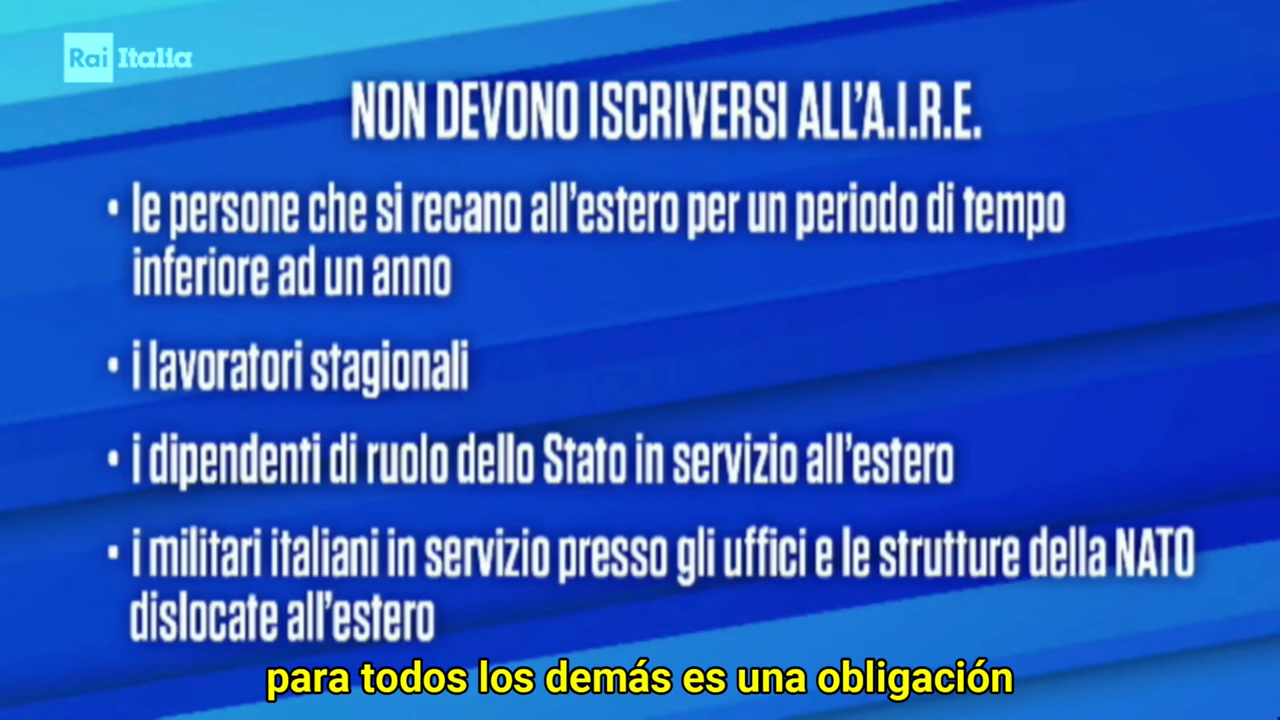 Rai Italia
NON DEVONO ISCRIVERSI ALL'A.I.R.E.
• le persone che si recano all'estero per un periodo di tempo
inferiore ad un anno
• i lavoratori stagionali
• i dipendenti di ruolo dello Stato in servizio all'estero
• i militari italiani in servizio presso gli uffici e le strutture della NATO
dislocate all'estero
para todos los demás es una obligación